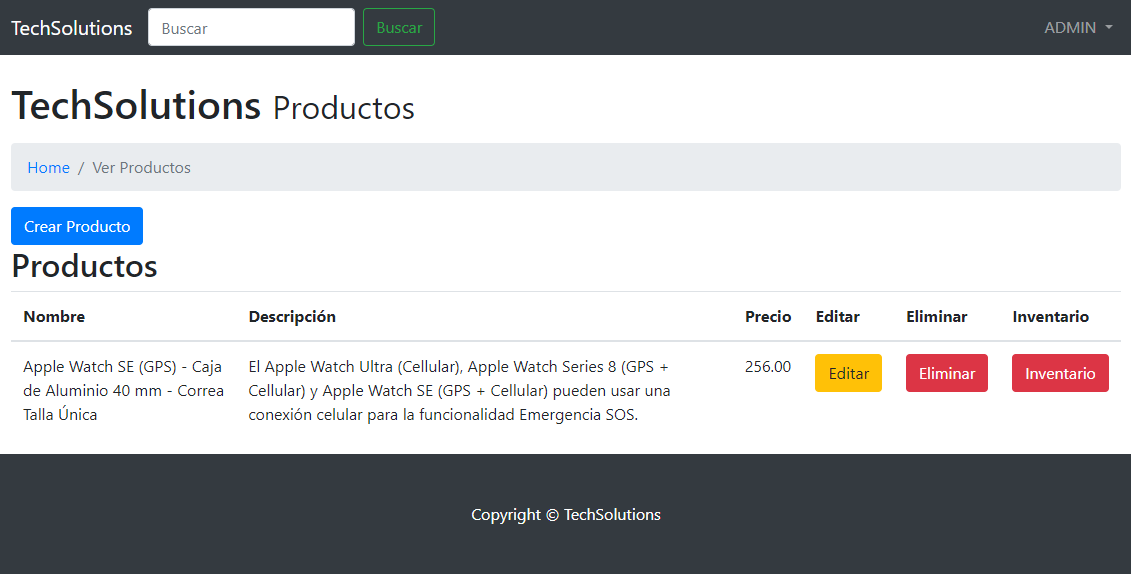 TechSolutions Buscar Buscar ADMIN
TechSolutions Productos
Home / Ver Productos
Crear Producto
Productos
Nombre Descripción Precio Editar Eliminar Inventario
Apple Watch SE (GPS) - Caja
de Aluminio 40 mm - Correa
Talla Única
El Apple Watch Ultra (Cellular), Apple Watch Series 8 (GPS +
Cellular) y Apple Watch SE (GPS + Cellular) pueden usar una
conexión celular para la funcionalidad Emergencia SOS.
256.00 Editar Eliminar Inventario
Copyright © TechSolutions